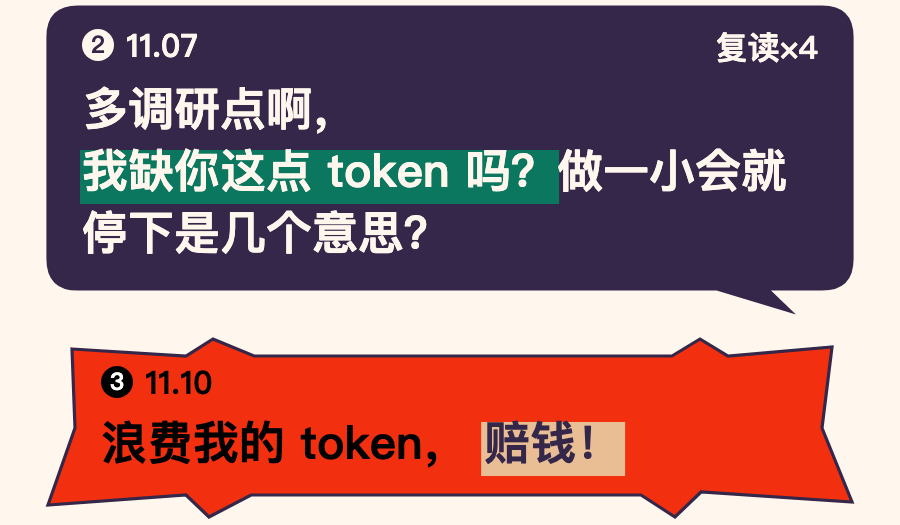 2 11.07 复读×4
多调研点啊，
我缺你这点 token 吗？做一小会就
停下是几个意思？
3 11.10
浪费我的 token， 赔钱！